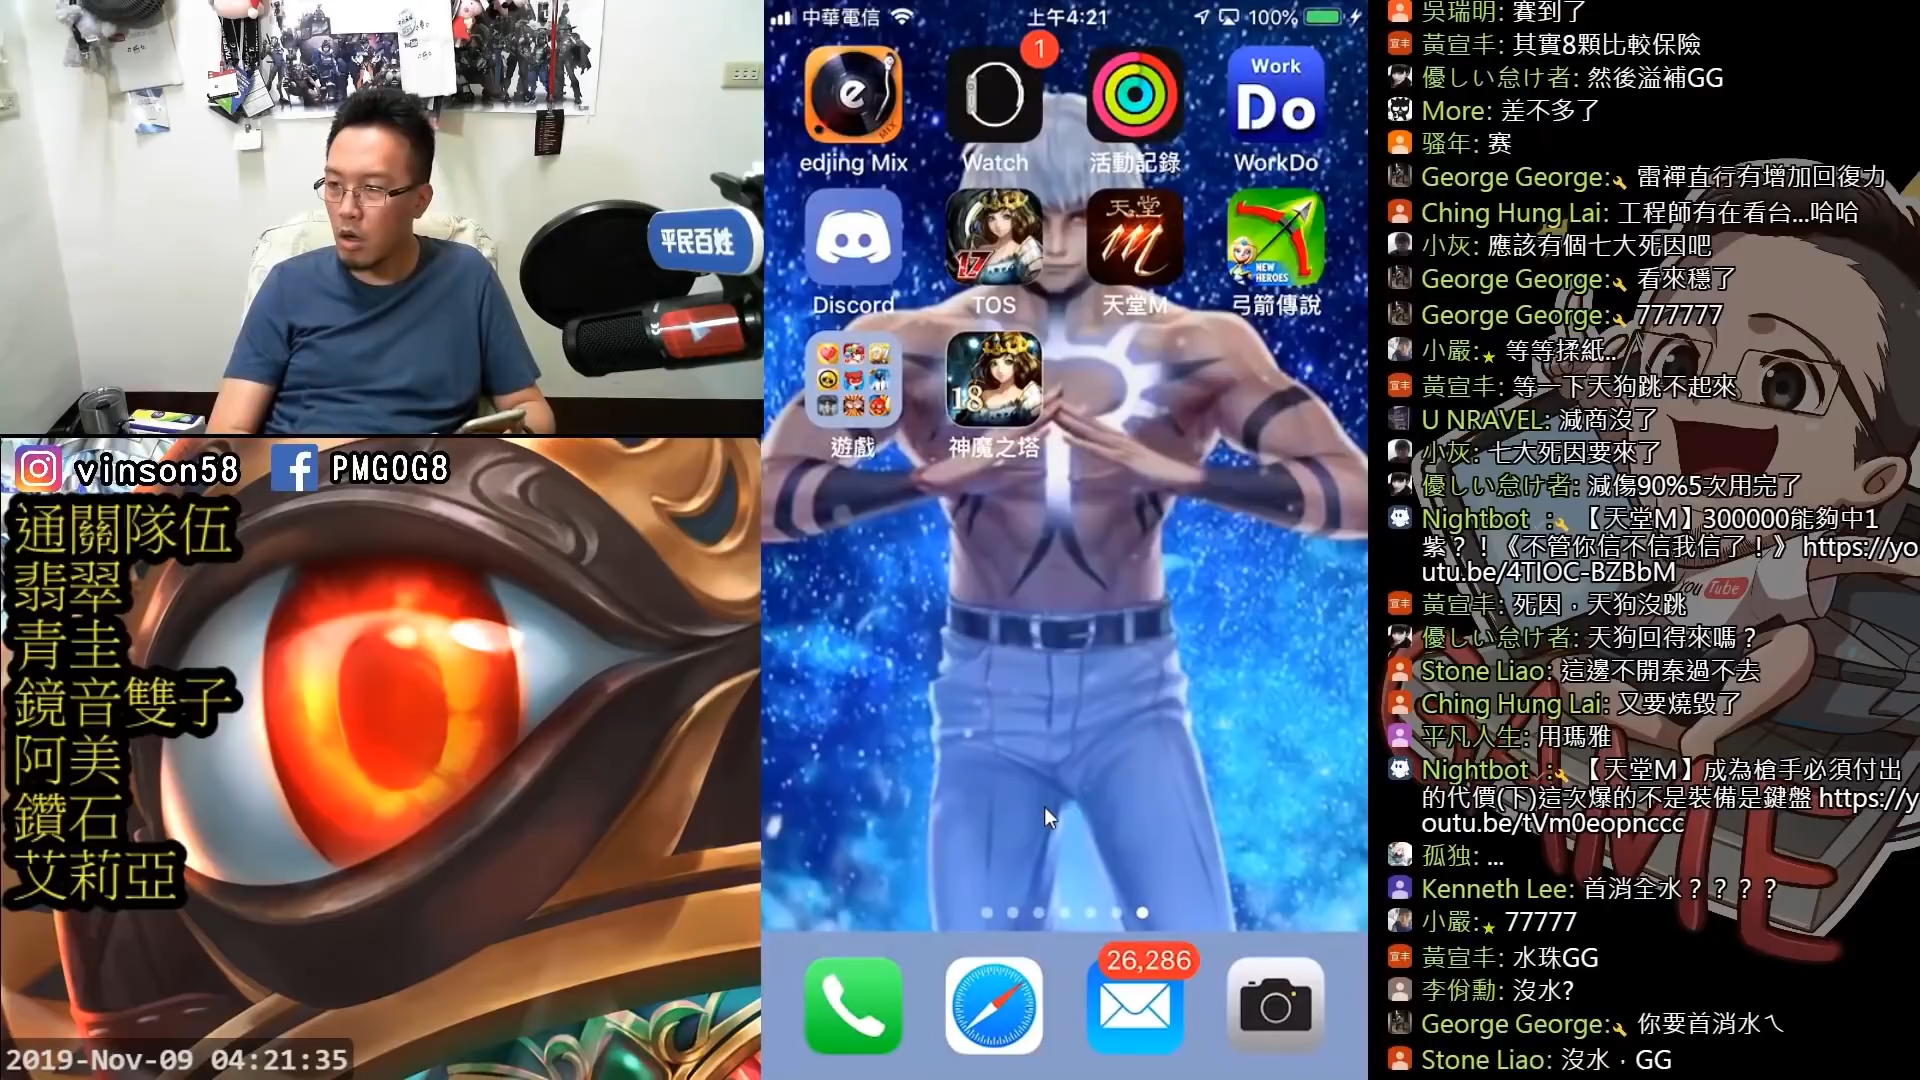 平民百姓
vinson58
PMGOG8
通關隊伍
翡翠
青圭
鏡音雙子
阿美
鑽石
艾莉亞
2019-Nov-09 04:21:35
中華電信
上午4:21
100%
1
edjing Mix
Watch
活動記錄
Work
Do
WorkDo
Discord
17
TOS
天堂
m
天堂M
NEW
HEROES
弓箭傳說
遊戲
18
神魔之塔
26,286
吳瑞明: 賽到了
黃宣丰: 其實8顆比較保險
優しい怠け者: 然後溢補GG
More: 差不多了
骚年: 赛
George George: 雷禪直行有增加回復力
Ching Hung Lai: 工程師有在看台...哈哈
小灰: 應該有個七大死因吧
George George: 看來穩了
George George: 777777
小嚴: 等等揉紙..
黃宣丰: 等一下天狗跳不起來
U NRAVEL: 減商沒了
小灰: 七大死因要來了
優しい怠け者: 減傷90%5次用完了
Nightbot : 【天堂M】300000能夠中1
紫？！《不管你信不信我信了！》 https://yo
utu.be/4TIOC-BZBbM
黃宣丰: 死因，天狗沒跳
優しい怠け者: 天狗回得來嗎？
Stone Liao: 這邊不開秦過不去
Ching Hung Lai: 又要燒毀了
平凡人生: 用瑪雅
Nightbot : 【天堂M】成為槍手必須付出
的代價(下)這次爆的不是裝備是鍵盤 https://y
outu.be/tVm0eopnccc
孤独: ...
Kenneth Lee: 首消全水？？？？
小嚴: 77777
黃宣丰: 水珠GG
李佾勳: 沒水?
George George: 你要首消水ㄟ
Stone Liao: 沒水，GG
You Tube